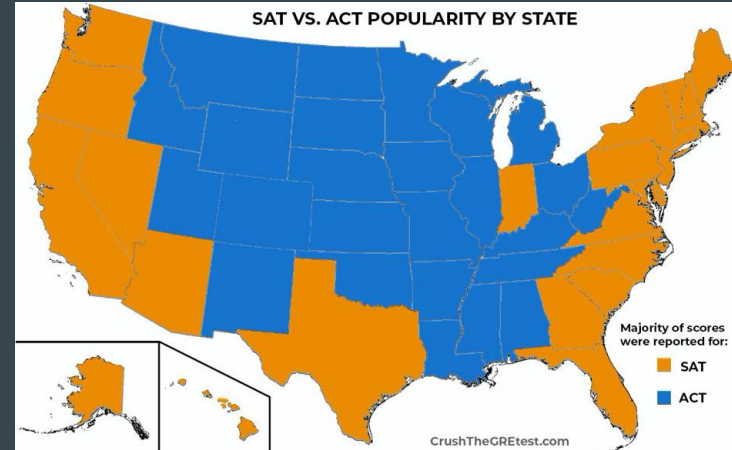 SAT VS. ACT POPULARITY BY STATE
Majority of scores
were reported for:
SAT
ACT
CrushTheGREtest.com